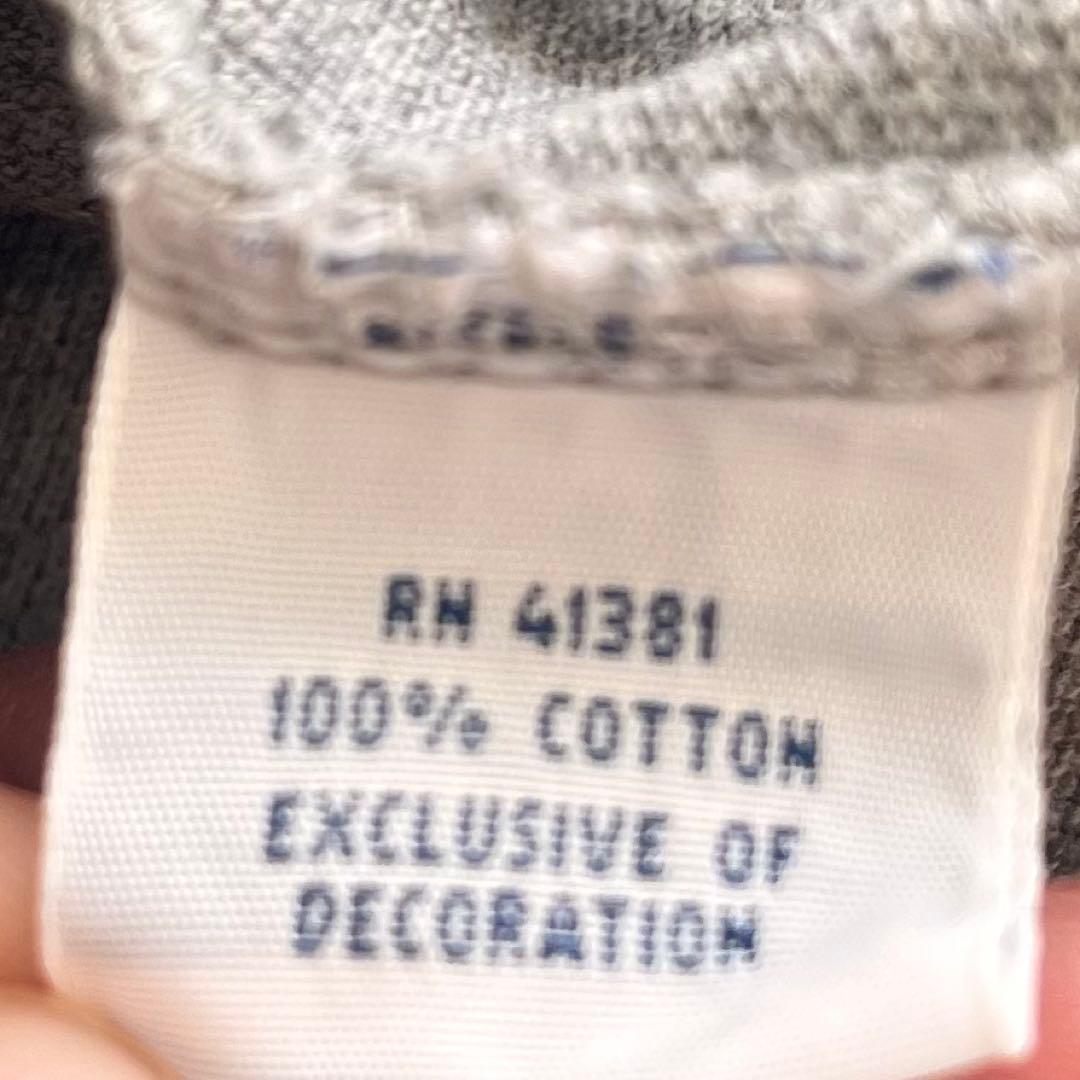 RN 41381
100% COTTON
EXCLUSIVE OF
DECORATION